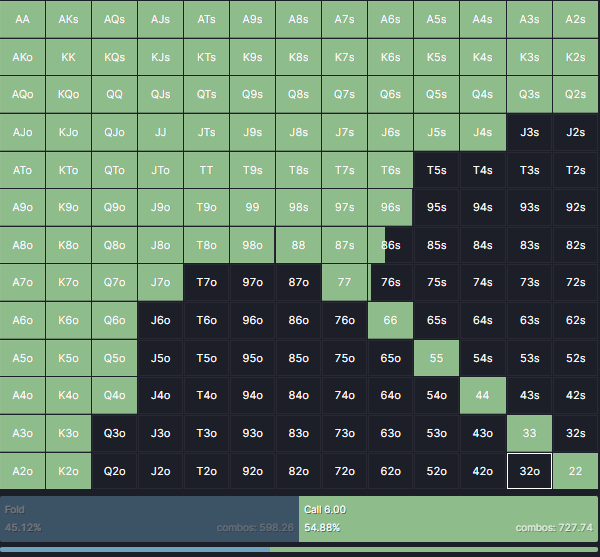 AA AKs AQs AJs ATs A9s A8s A7s A6s A5s A4s A3s A2s
AKo KK KQs KJs KTs K9s K8s K7s K6s K5s K4s K3s K2s
AQo KQo QQ QJs QTs Q9s Q8s Q7s Q6s Q5s Q4s Q3s Q2s
AJo KJo QJo JJ JTs J9s J8s J7s J6s J5s J4s J3s J2s
ATo KTo QTo JTo TT T9s T8s T7s T6s T5s T4s T3s T2s
A9o K9o Q9o J9o T9o 99 98s 97s 96s 95s 94s 93s 92s
A8o K8o Q8o J8o T8o 98o 88 87s 86s 85s 84s 83s 82s
A7o K7o Q7o J7o T7o 97o 87o 77 76s 75s 74s 73s 72s
A6o K6o Q6o J6o T6o 96o 86o 76o 66 65s 64s 63s 62s
A5o K5o Q5o J5o T5o 95o 85o 75o 65o 55 54s 53s 52s
A4o K4o Q4o J4o T4o 94o 84o 74o 64o 54o 44 43s 42s
A3o K3o Q3o J3o T3o 93o 83o 73o 63o 53o 43o 33 32s
A2o K2o Q2o J2o T2o 92o 82o 72o 62o 52o 42o 32o 22
Fold Call 6.00
45.12% combos: 598.26 54.88% combos: 727.74